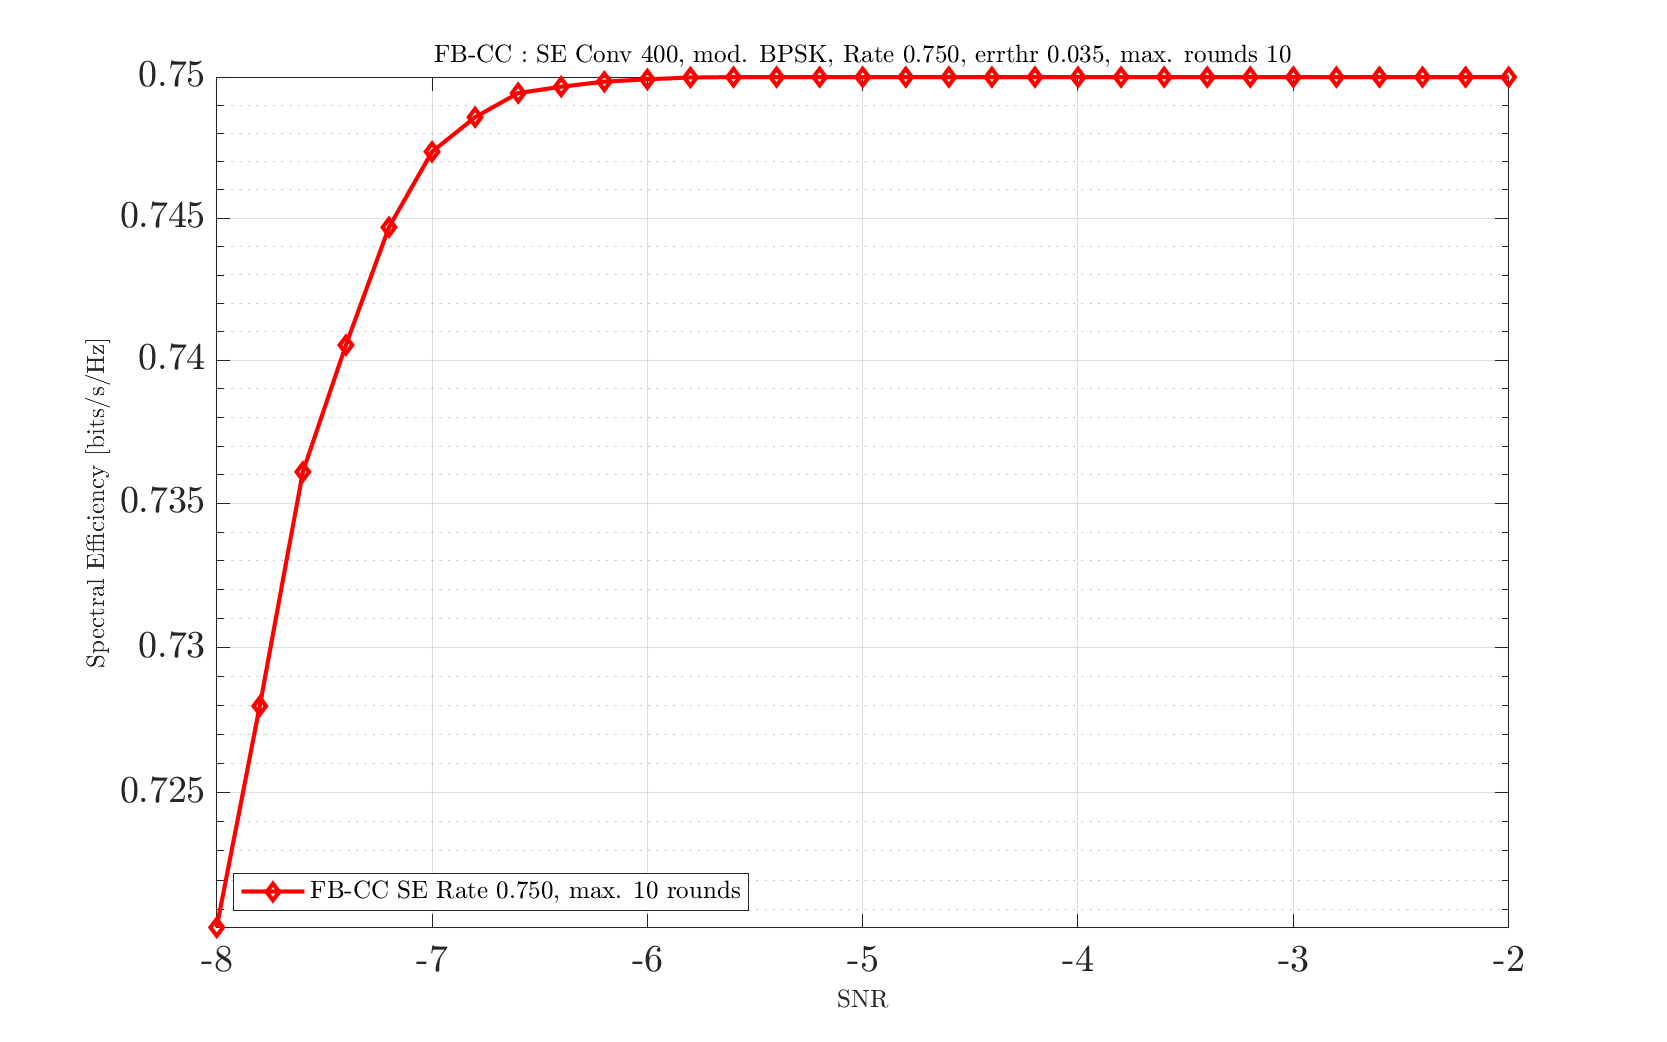 FB-CC : SE Conv 400, mod. BPSK, Rate 0.750, errthr 0.035, max. rounds 10
0.75
0.745
0.74
0.735
0.73
0.725
Spectral Efficiency [bits/s/Hz]
FB-CC SE Rate 0.750, max. 10 rounds
-8 -7 -6 -5 -4 -3 -2
SNR